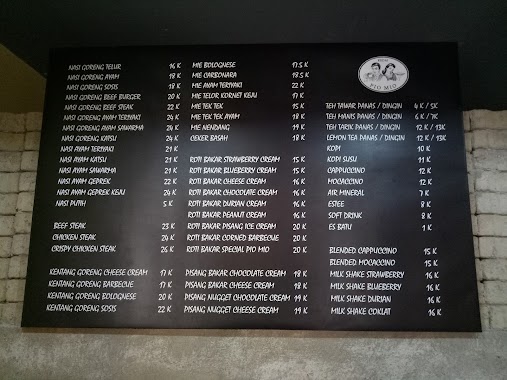 PIO MIO
NASI GORENG TELUR 16 K
NASI GORENG AYAM 18 K
NASI GORENG SOSIS 18 K
NASI GORENG BEEF BURGER 20 K
NASI GORENG BEEF STEAK 22 K
NASI GORENG AYAM TERIYAKI 24 K
NASI GORENG AYAM SAWARMA 24 K
NASI GORENG KATSU 24 K
NASI AYAM TERIYAKI 21 K
NASI AYAM KATSU 21 K
NASI AYAM SAWARMA 21 K
NASI AYAM GEPREK 22 K
NASI AYAM GEPREK KEJU 24 K
NASI PUTIH 5 K
BEEF STEAK 23 K
CHICKEN STEAK 24 K
CRISPY CHICKEN STEAK 26 K
KENTANG GORENG CHEESE CREAM 17 K
KENTANG GORENG BARBECUE 17 K
KENTANG GORENG BOLOGNESE 20 K
KENTANG GORENG SOSIS 22 K
MIE BOLOGNESE 17.5 K
MIE CARBONARA 18.5 K
MIE AYAM TERIYAKI 22 K
MIE TELOR KORNET KEJU 17 K
MIE TEK TEK 15 K
MIE TEK TEK AYAM 18 K
MIE NENDANG 19 K
CEKER BASAH 18 K
ROTI BAKAR STRAWBERRY CREAM 15 K
ROTI BAKAR BLUEBERRY CREAM 15 K
ROTI BAKAR CHEESE CREAM 16 K
ROTI BAKAR CHOCOLATE CREAM 16 K
ROTI BAKAR DURIAN CREAM 16 K
ROTI BAKAR PEANUT CREAM 16 K
ROTI BAKAR PISANG ICE CREAM 20 K
ROTI BAKAR CORNED BARBECUE 20 K
ROTI BAKAR SPECIAL PIO MIO 20 K
PISANG BAKAR CHOCOLATE CREAM 18 K
PISANG BAKAR CHEESE CREAM 18 K
PISANG NUGGET CHOCOLATE CREAM 19 K
PISANG NUGGET CHEESE CREAM 19 K
TEH TAWAR PANAS / DINGIN 4 K / 5K
TEH MANIS PANAS / DINGIN 6 K / 7K
TEH TARIK PANAS / DINGIN 12 K / 13K
LEMON TEA PANAS / DINGIN 12 K / 13K
KOPI 10 K
KOPI SUSU 11 K
CAPPUCCINO 12 K
MOCACCINO 12 K
AIR MINERAL 7 K
ESTEE 8 K
SOFT DRINK 8 K
ES BATU 1 K
BLENDED CAPPUCCINO 15 K
BLENDED MOCACCINO 15 K
MILK SHAKE STRAWBERRY 16 K
MILK SHAKE BLUEBERRY 16 K
MILK SHAKE DURIAN 16 K
MILK SHAKE COKLAT 16 K